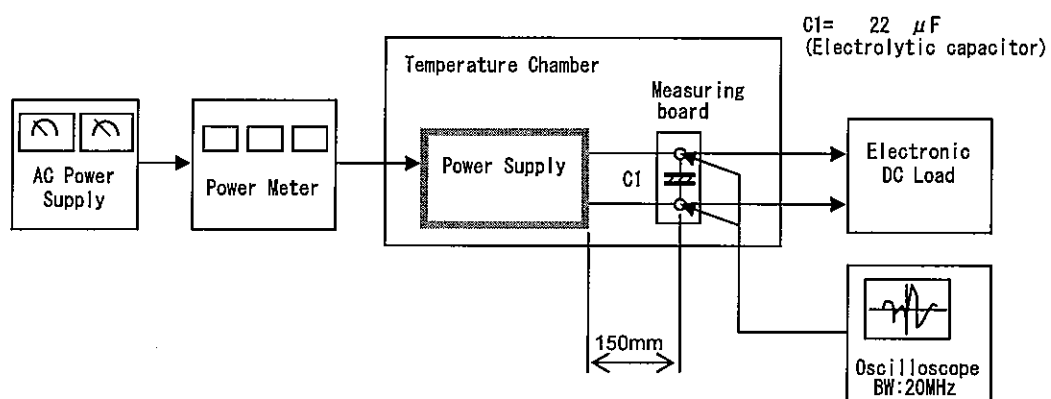 C1=　22　μF
(Electrolytic capacitor)
Temperature Chamber
Measuring
board
AC Power
Supply
Power Meter
Power Supply
C1
Electronic
DC Load
150mm
Oscilloscope
BW:20MHz